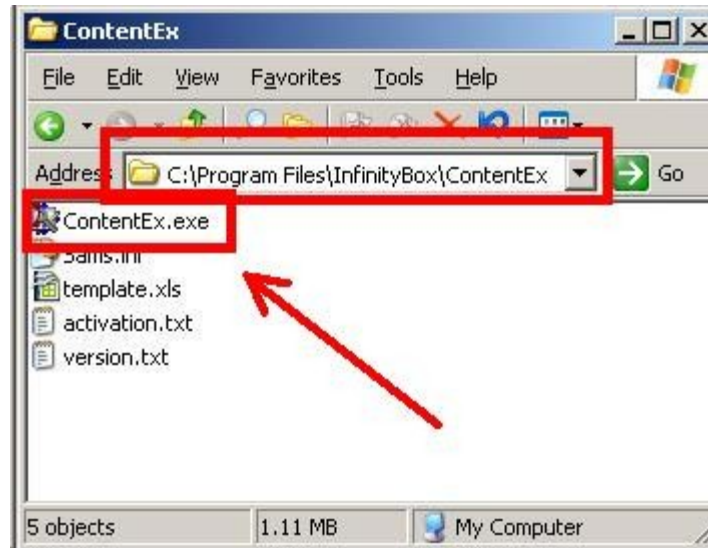 ContentEx
File Edit View Favorites Tools Help
Address C:\Program Files\InfinityBox\ContentEx Go
ContentEx.exe
template.xls
activation.txt
version.txt
5 objects 1.11 MB My Computer